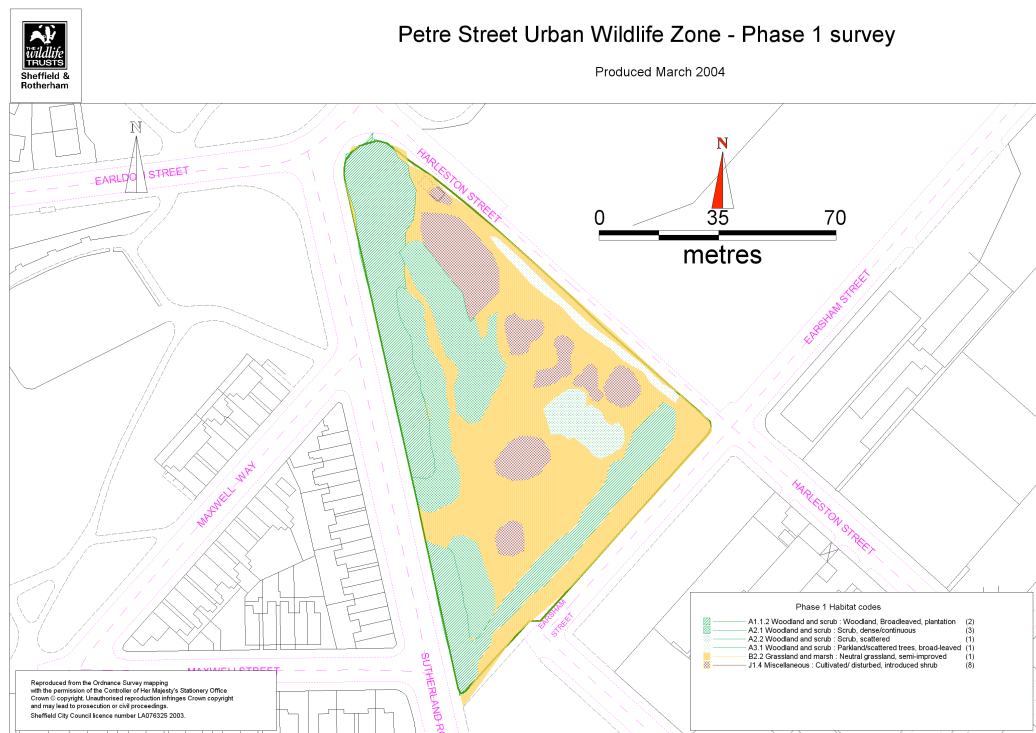 THE
wildlife
TRUSTS
Sheffield &
Rotherham
Petre Street Urban Wildlife Zone - Phase 1 survey
Produced March 2004
N
EARLDON STREET
HARLESTON STREET
N
0 35 70
metres
EARSHAM STREET
MAXWELL WAY
HARLESTON STREET
EARSHAM
STREET
MAXWELL STREET
SUTHERLAND RO
Phase 1 Habitat codes
A1.1.2 Woodland and scrub : Woodland, Broadleaved, plantation (2)
A2.1 Woodland and scrub : Scrub, dense/continuous (3)
A2.2 Woodland and scrub : Scrub, scattered (1)
A3.1 Woodland and scrub : Parkland/scattered trees, broad-leaved (1)
B2.2 Grassland and marsh : Neutral grassland, semi-improved (1)
J1.4 Miscellaneous : Cultivated/ disturbed, introduced shrub (8)
Reproduced from the Ordnance Survey mapping
with the permission of the Controller of Her Majesty's Stationery Office
Crown © copyright. Unauthorised reproduction infringes Crown copyright
and may lead to prosecution or civil proceedings.
Sheffield City Council licence number LA076325 2003.